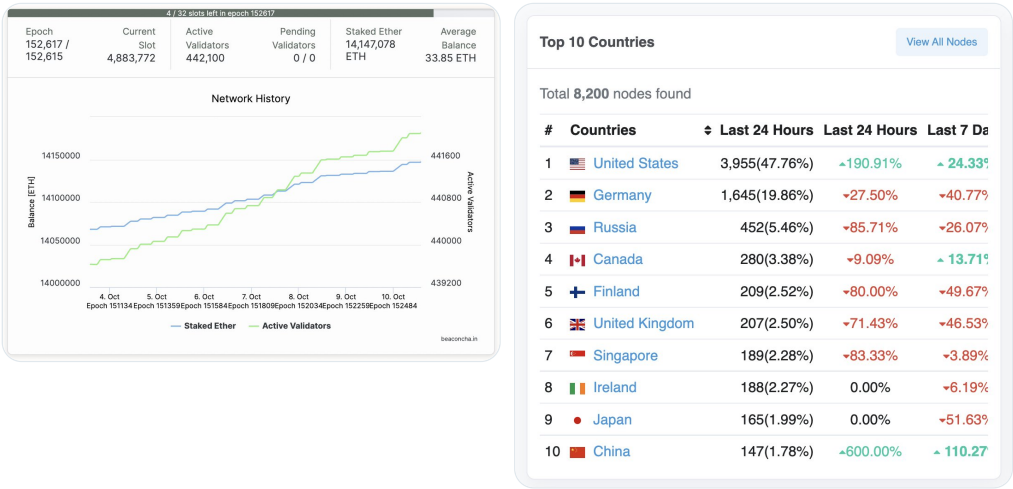 4 / 32 slots left in epoch 152617
Epoch
152,617 /
152,615
Current
Slot
4,883,772
Active
Validators
442,100
Pending
Validators
0 / 0
Staked Ether
14,147,078
ETH
Average
Balance
33.85 ETH
Network History
14150000
14100000
14050000
14000000
Balance [ETH]
441600
440800
440000
439200
Active Validators
4. Oct 5. Oct 6. Oct 7. Oct 8. Oct 9. Oct 10. Oct
Epoch 151134 Epoch 151359 Epoch 151584 Epoch 151809 Epoch 152034 Epoch 152259 Epoch 152484
Staked Ether Active Validators
beaconcha.in
Top 10 Countries
View All Nodes
Total 8,200 nodes found
# Countries Last 24 Hours Last 24 Hours Last 7 Da
1 United States 3,955(47.76%) 190.91% 24.33%
2 Germany 1,645(19.86%) 27.50% 40.77%
3 Russia 452(5.46%) 85.71% 26.07%
4 Canada 280(3.38%) 9.09% 13.71%
5 Finland 209(2.52%) 80.00% 49.67%
6 United Kingdom 207(2.50%) 71.43% 46.53%
7 Singapore 189(2.28%) 83.33% 3.89%
8 Ireland 188(2.27%) 0.00% 6.19%
9 Japan 165(1.99%) 0.00% 51.63%
10 China 147(1.78%) 600.00% 110.27